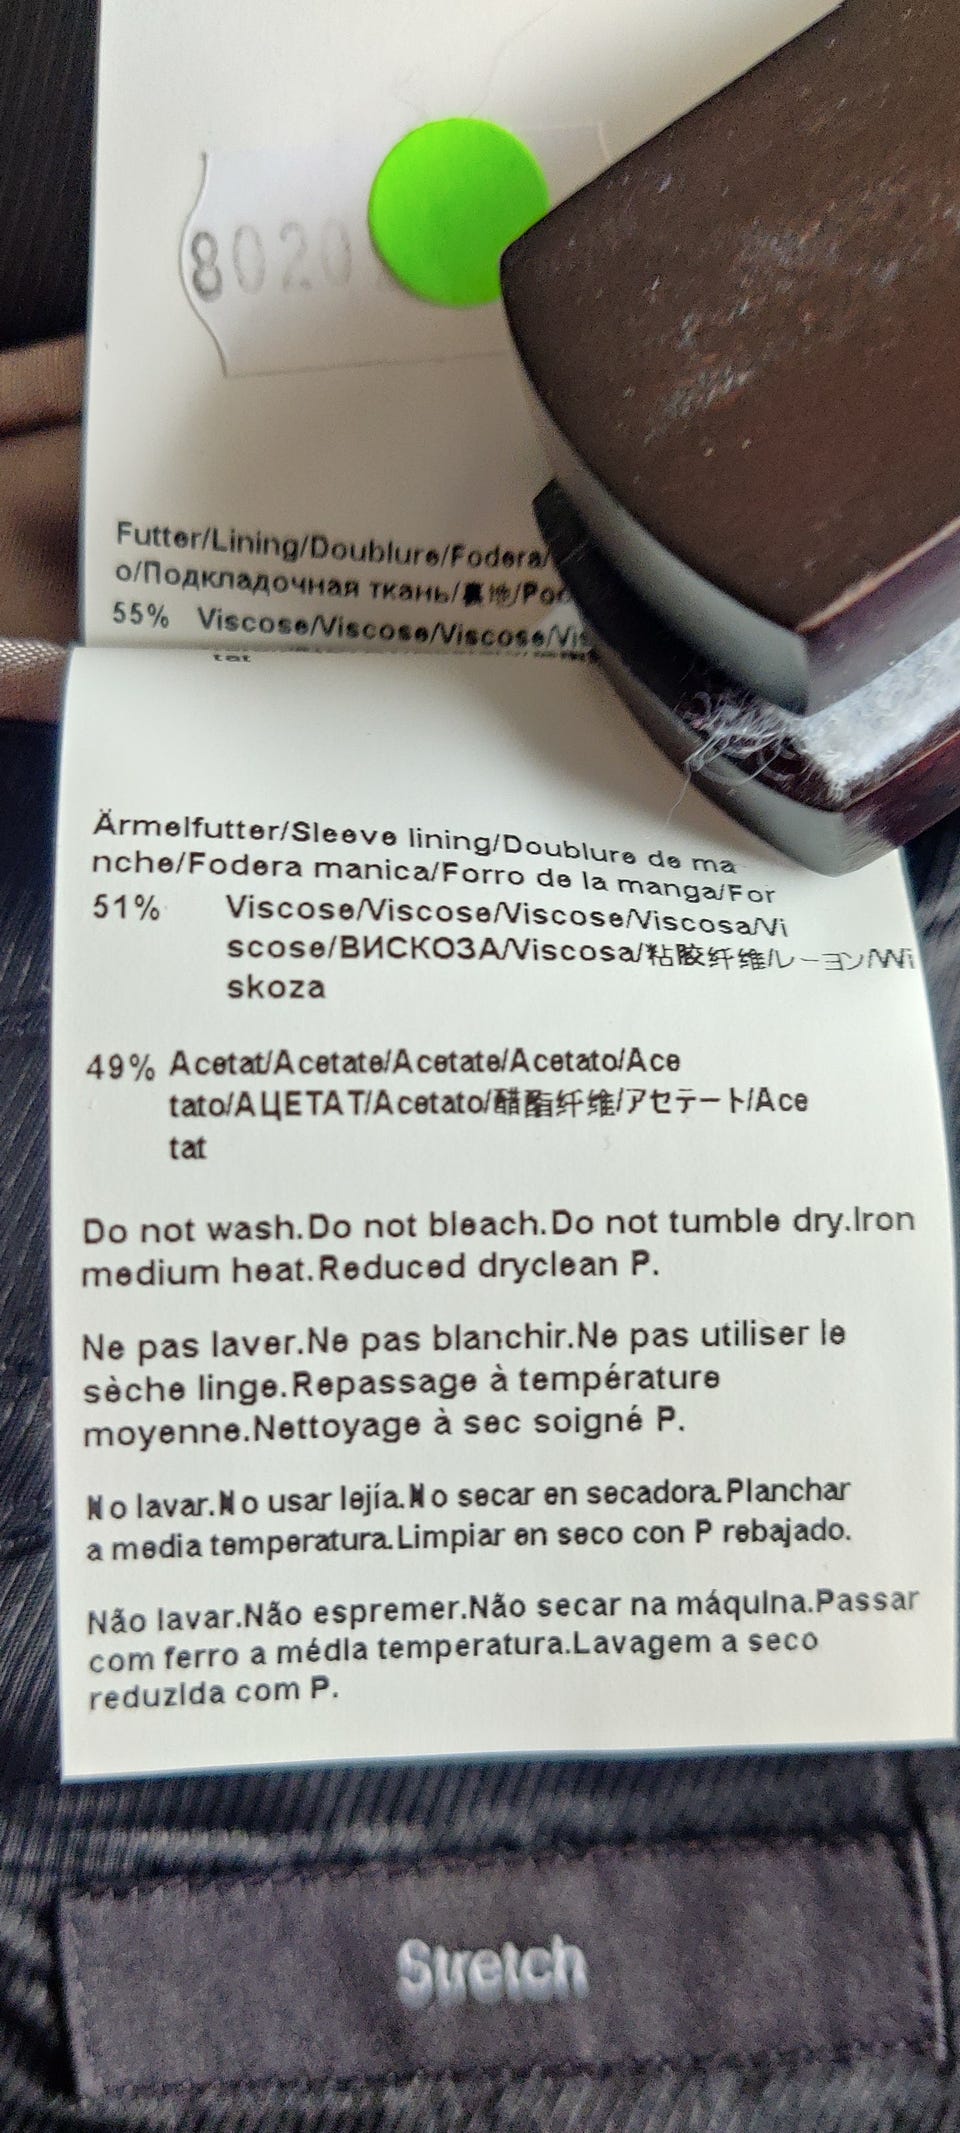 8020
Futter/Lining/Doublure/Fodera/
o/Подкладочная ткань/裏地/Pod
55% Viscose/Viscose/Viscose/Vis
tat
Ärmelfutter/Sleeve lining/Doublure de ma
nche/Fodera manica/Forro de la manga/For
51% Viscose/Viscose/Viscose/Viscosa/Vi
scose/ВИСКОЗА/Viscosa/粘胶纤维/レーヨン/Wi
skoza
49% Acetat/Acetate/Acetate/Acetato/Ace
tato/АЦЕТАТ/Acetato/醋酯纤维/アセテート/Ace
tat
Do not wash.Do not bleach.Do not tumble dry.Iron
medium heat.Reduced dryclean P.
Ne pas laver.Ne pas blanchir.Ne pas utiliser le
sèche linge.Repassage à température
moyenne.Nettoyage à sec soigné P.
No lavar.No usar lejía.No secar en secadora.Planchar
a media temperatura.Limpiar en seco con P rebajado.
Não lavar.Não espremer.Não secar na máquina.Passar
com ferro a média temperatura.Lavagem a seco
reduzida com P.
Stretch